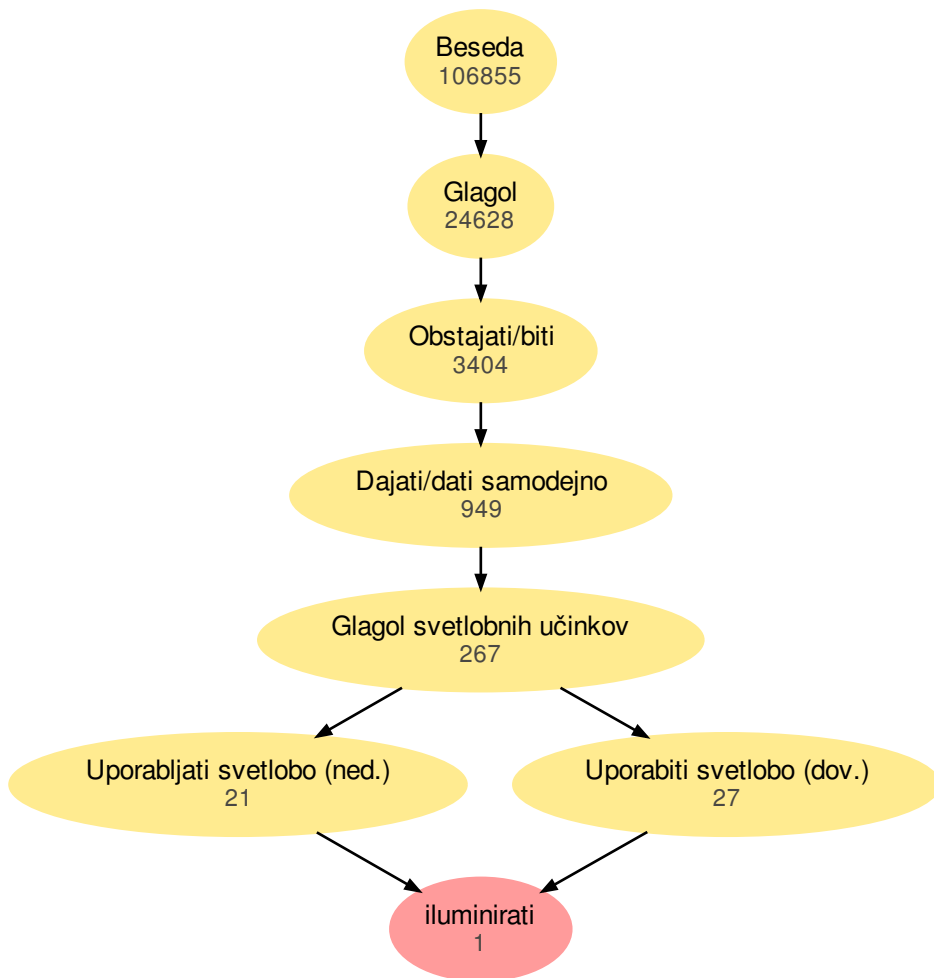 Beseda
106855
Glagol
24628
Obstajati/biti
3404
Dajati/dati samodejno
949
Glagol svetlobnih učinkov
267
Uporabljati svetlobo (ned.)
21
Uporabiti svetlobo (dov.)
27
iluminirati
1